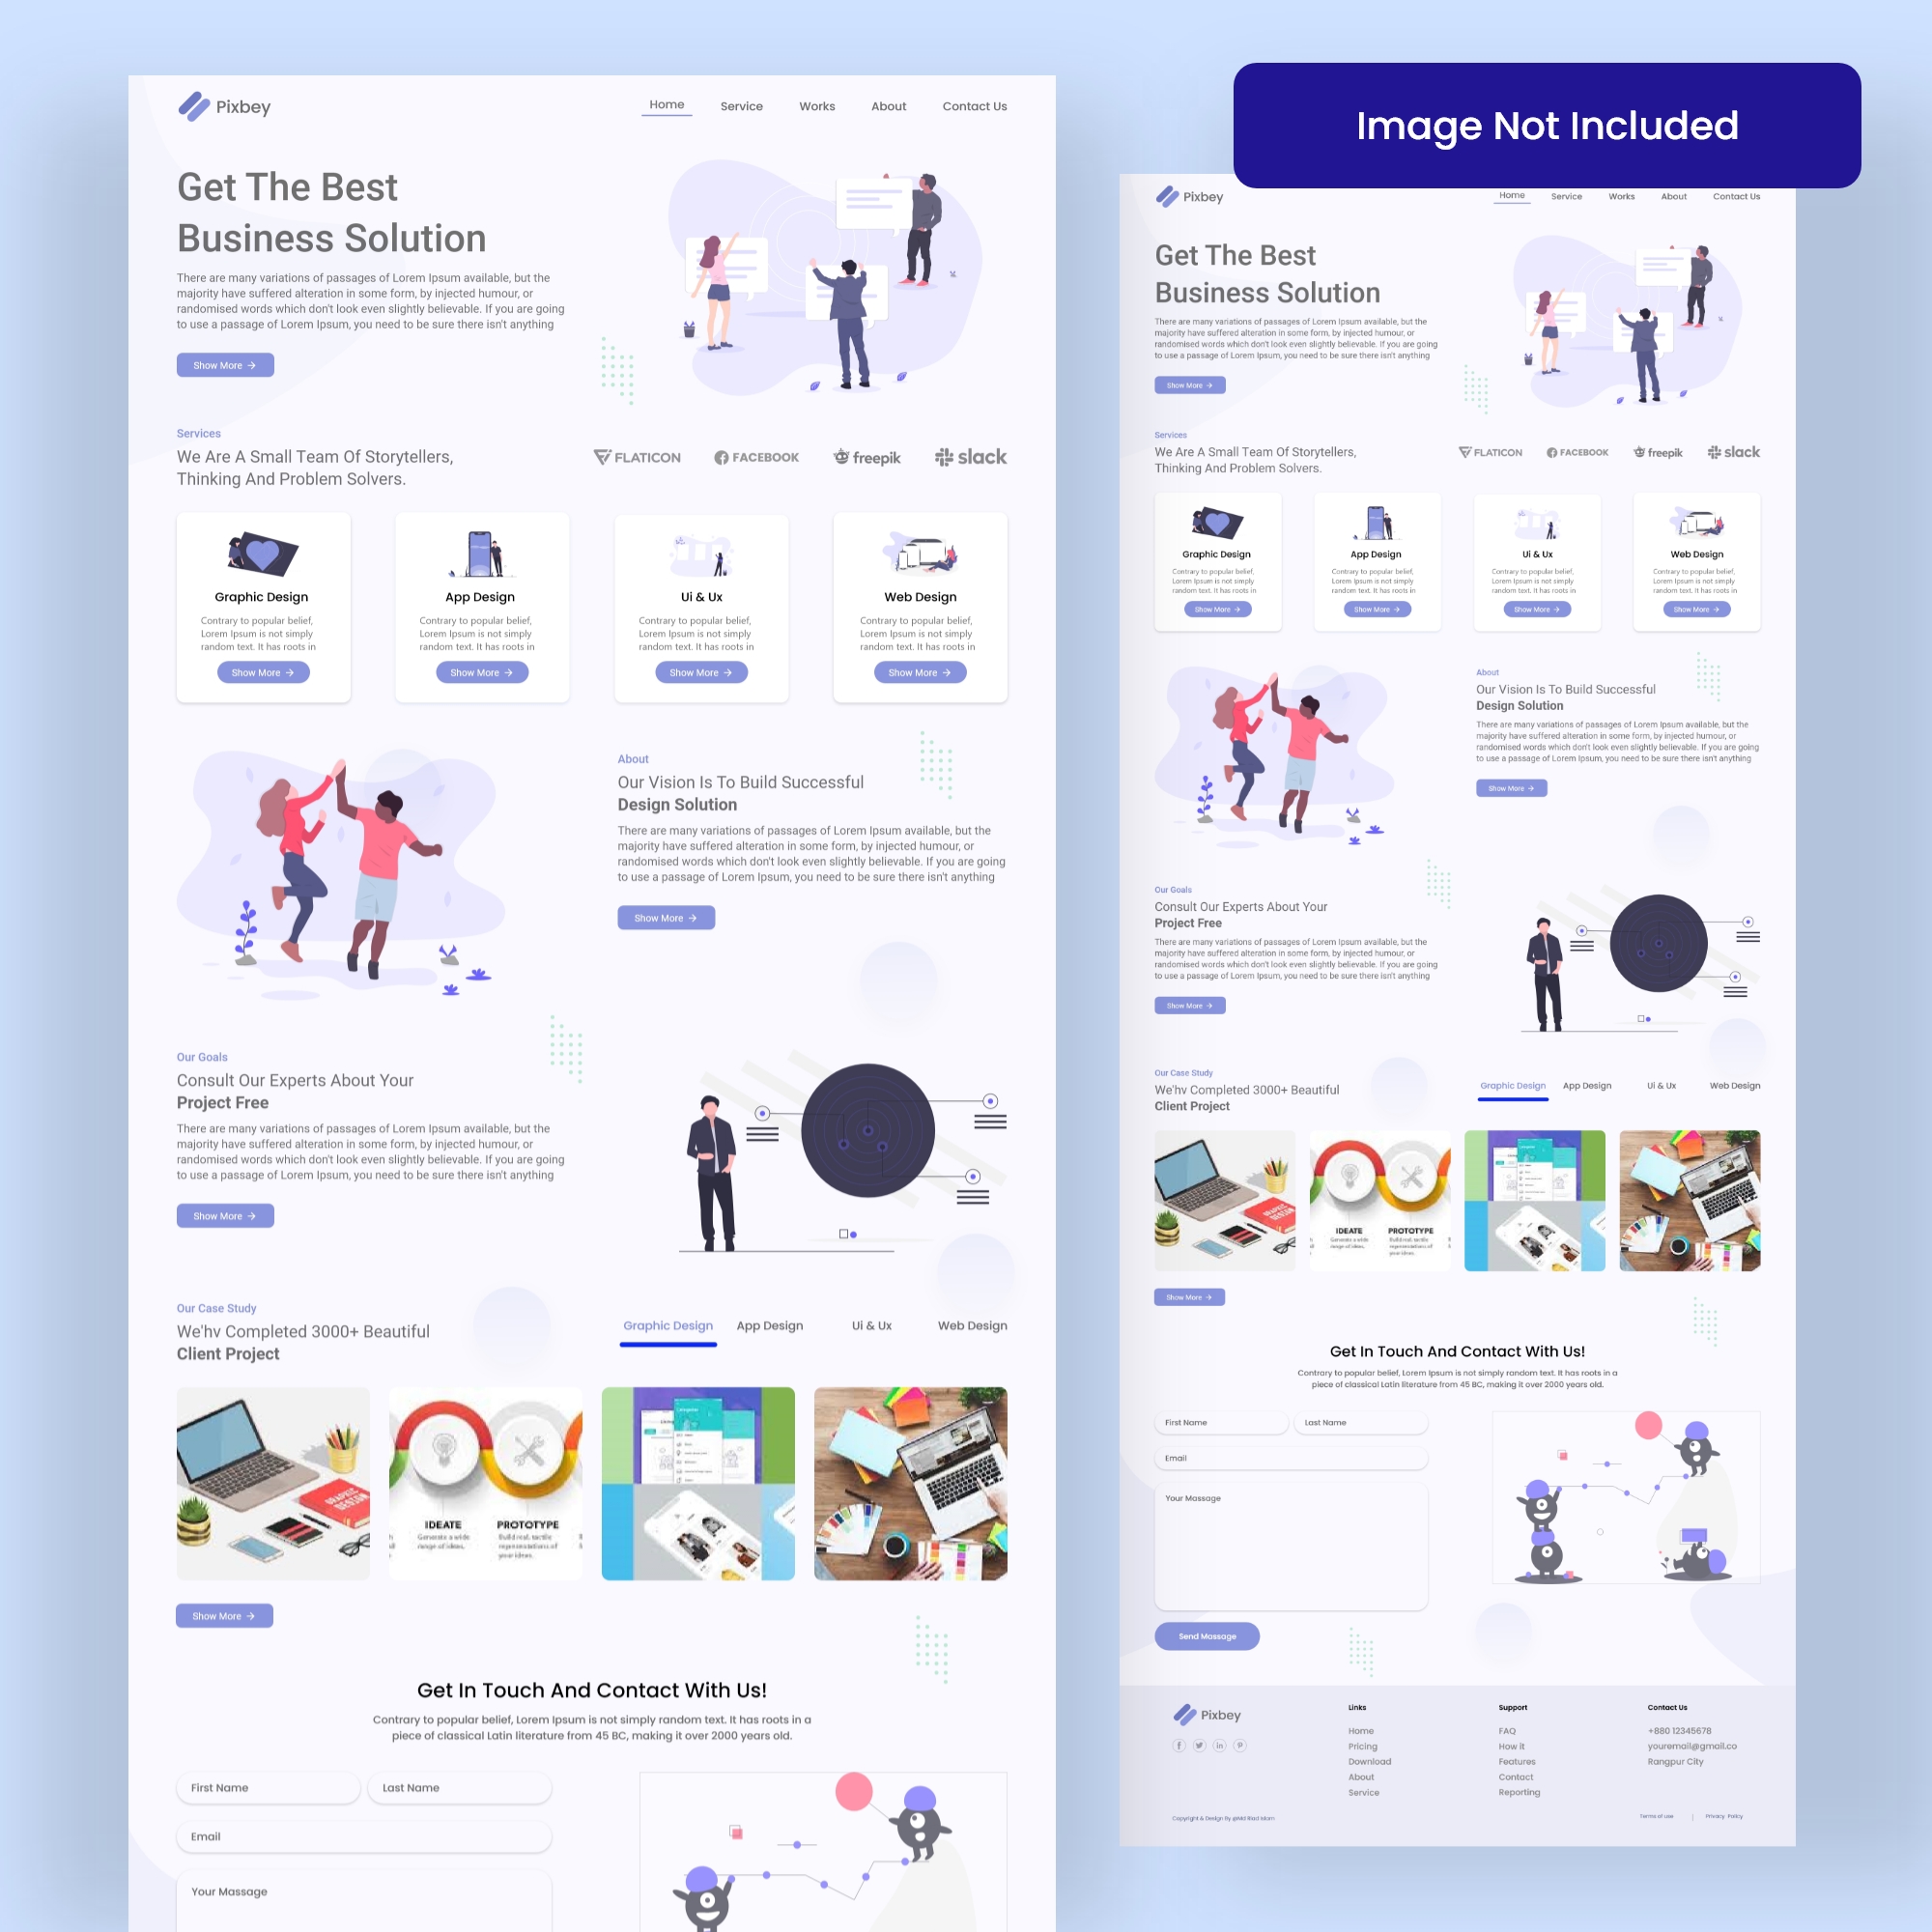 Image Not Included
Pixbey
Home
Service
Works
About
Contact Us
Get The Best
Business Solution
There are many variations of passages of Lorem Ipsum available, but the
majority have suffered alteration in some form, by injected humour, or
randomised words which don't look even slightly believable. If you are going
to use a passage of Lorem Ipsum, you need to be sure there isn't anything
Show More
Services
We Are A Small Team Of Storytellers,
Thinking And Problem Solvers.
FLATICON
FACEBOOK
freepik
slack
Graphic Design
Contrary to popular belief,
Lorem Ipsum is not simply
random text. It has roots in
Show More
App Design
Contrary to popular belief,
Lorem Ipsum is not simply
random text. It has roots in
Show More
Ui & Ux
Contrary to popular belief,
Lorem Ipsum is not simply
random text. It has roots in
Show More
Web Design
Contrary to popular belief,
Lorem Ipsum is not simply
random text. It has roots in
Show More
About
Our Vision Is To Build Successful
Design Solution
There are many variations of passages of Lorem Ipsum available, but the
majority have suffered alteration in some form, by injected humour, or
randomised words which don't look even slightly believable. If you are going
to use a passage of Lorem Ipsum, you need to be sure there isn't anything
Show More
Our Goals
Consult Our Experts About Your
Project Free
There are many variations of passages of Lorem Ipsum available, but the
majority have suffered alteration in some form, by injected humour, or
randomised words which don't look even slightly believable. If you are going
to use a passage of Lorem Ipsum, you need to be sure there isn't anything
Show More
Our Case Study
We'hv Completed 3000+ Beautiful
Client Project
Graphic Design
App Design
Ui & Ux
Web Design
GRAPHIC
DESIGN
IDEATE
Generate a wide
range of ideas.
PROTOTYPE
Build real, tactile
representations of
your ideas.
Show More
Get In Touch And Contact With Us!
Contrary to popular belief, Lorem Ipsum is not simply random text. It has roots in a
piece of classical Latin literature from 45 BC, making it over 2000 years old.
First Name
Last Name
Email
Your Massage
Pixbey
Home
Service
Works
About
Contact Us
Get The Best
Business Solution
There are many variations of passages of Lorem Ipsum available, but the
majority have suffered alteration in some form, by injected humour, or
randomised words which don't look even slightly believable. If you are going
to use a passage of Lorem Ipsum, you need to be sure there isn't anything
Show More
Services
We Are A Small Team Of Storytellers,
Thinking And Problem Solvers.
FLATICON
FACEBOOK
freepik
slack
Graphic Design
Contrary to popular belief,
Lorem Ipsum is not simply
random text. It has roots in
Show More
App Design
Contrary to popular belief,
Lorem Ipsum is not simply
random text. It has roots in
Show More
Ui & Ux
Contrary to popular belief,
Lorem Ipsum is not simply
random text. It has roots in
Show More
Web Design
Contrary to popular belief,
Lorem Ipsum is not simply
random text. It has roots in
Show More
About
Our Vision Is To Build Successful
Design Solution
There are many variations of passages of Lorem Ipsum available, but the
majority have suffered alteration in some form, by injected humour, or
randomised words which don't look even slightly believable. If you are going
to use a passage of Lorem Ipsum, you need to be sure there isn't anything
Show More
Our Goals
Consult Our Experts About Your
Project Free
There are many variations of passages of Lorem Ipsum available, but the
majority have suffered alteration in some form, by injected humour, or
randomised words which don't look even slightly believable. If you are going
to use a passage of Lorem Ipsum, you need to be sure there isn't anything
Show More
Our Case Study
We'hv Completed 3000+ Beautiful
Client Project
Graphic Design
App Design
Ui & Ux
Web Design
IDEATE
Generate a wide
range of ideas.
PROTOTYPE
Build real, tactile
representations of
your ideas.
Show More
Get In Touch And Contact With Us!
Contrary to popular belief, Lorem Ipsum is not simply random text. It has roots in a
piece of classical Latin literature from 45 BC, making it over 2000 years old.
First Name
Last Name
Email
Your Massage
Send Massage
Pixbey
Links
Home
Pricing
Download
About
Service
Support
FAQ
How it
Features
Contact
Reporting
Contact Us
+880 12345678
youremail@gmail.co
Rangpur City
Copyright & Design By
Terms of use | Privacy Policy